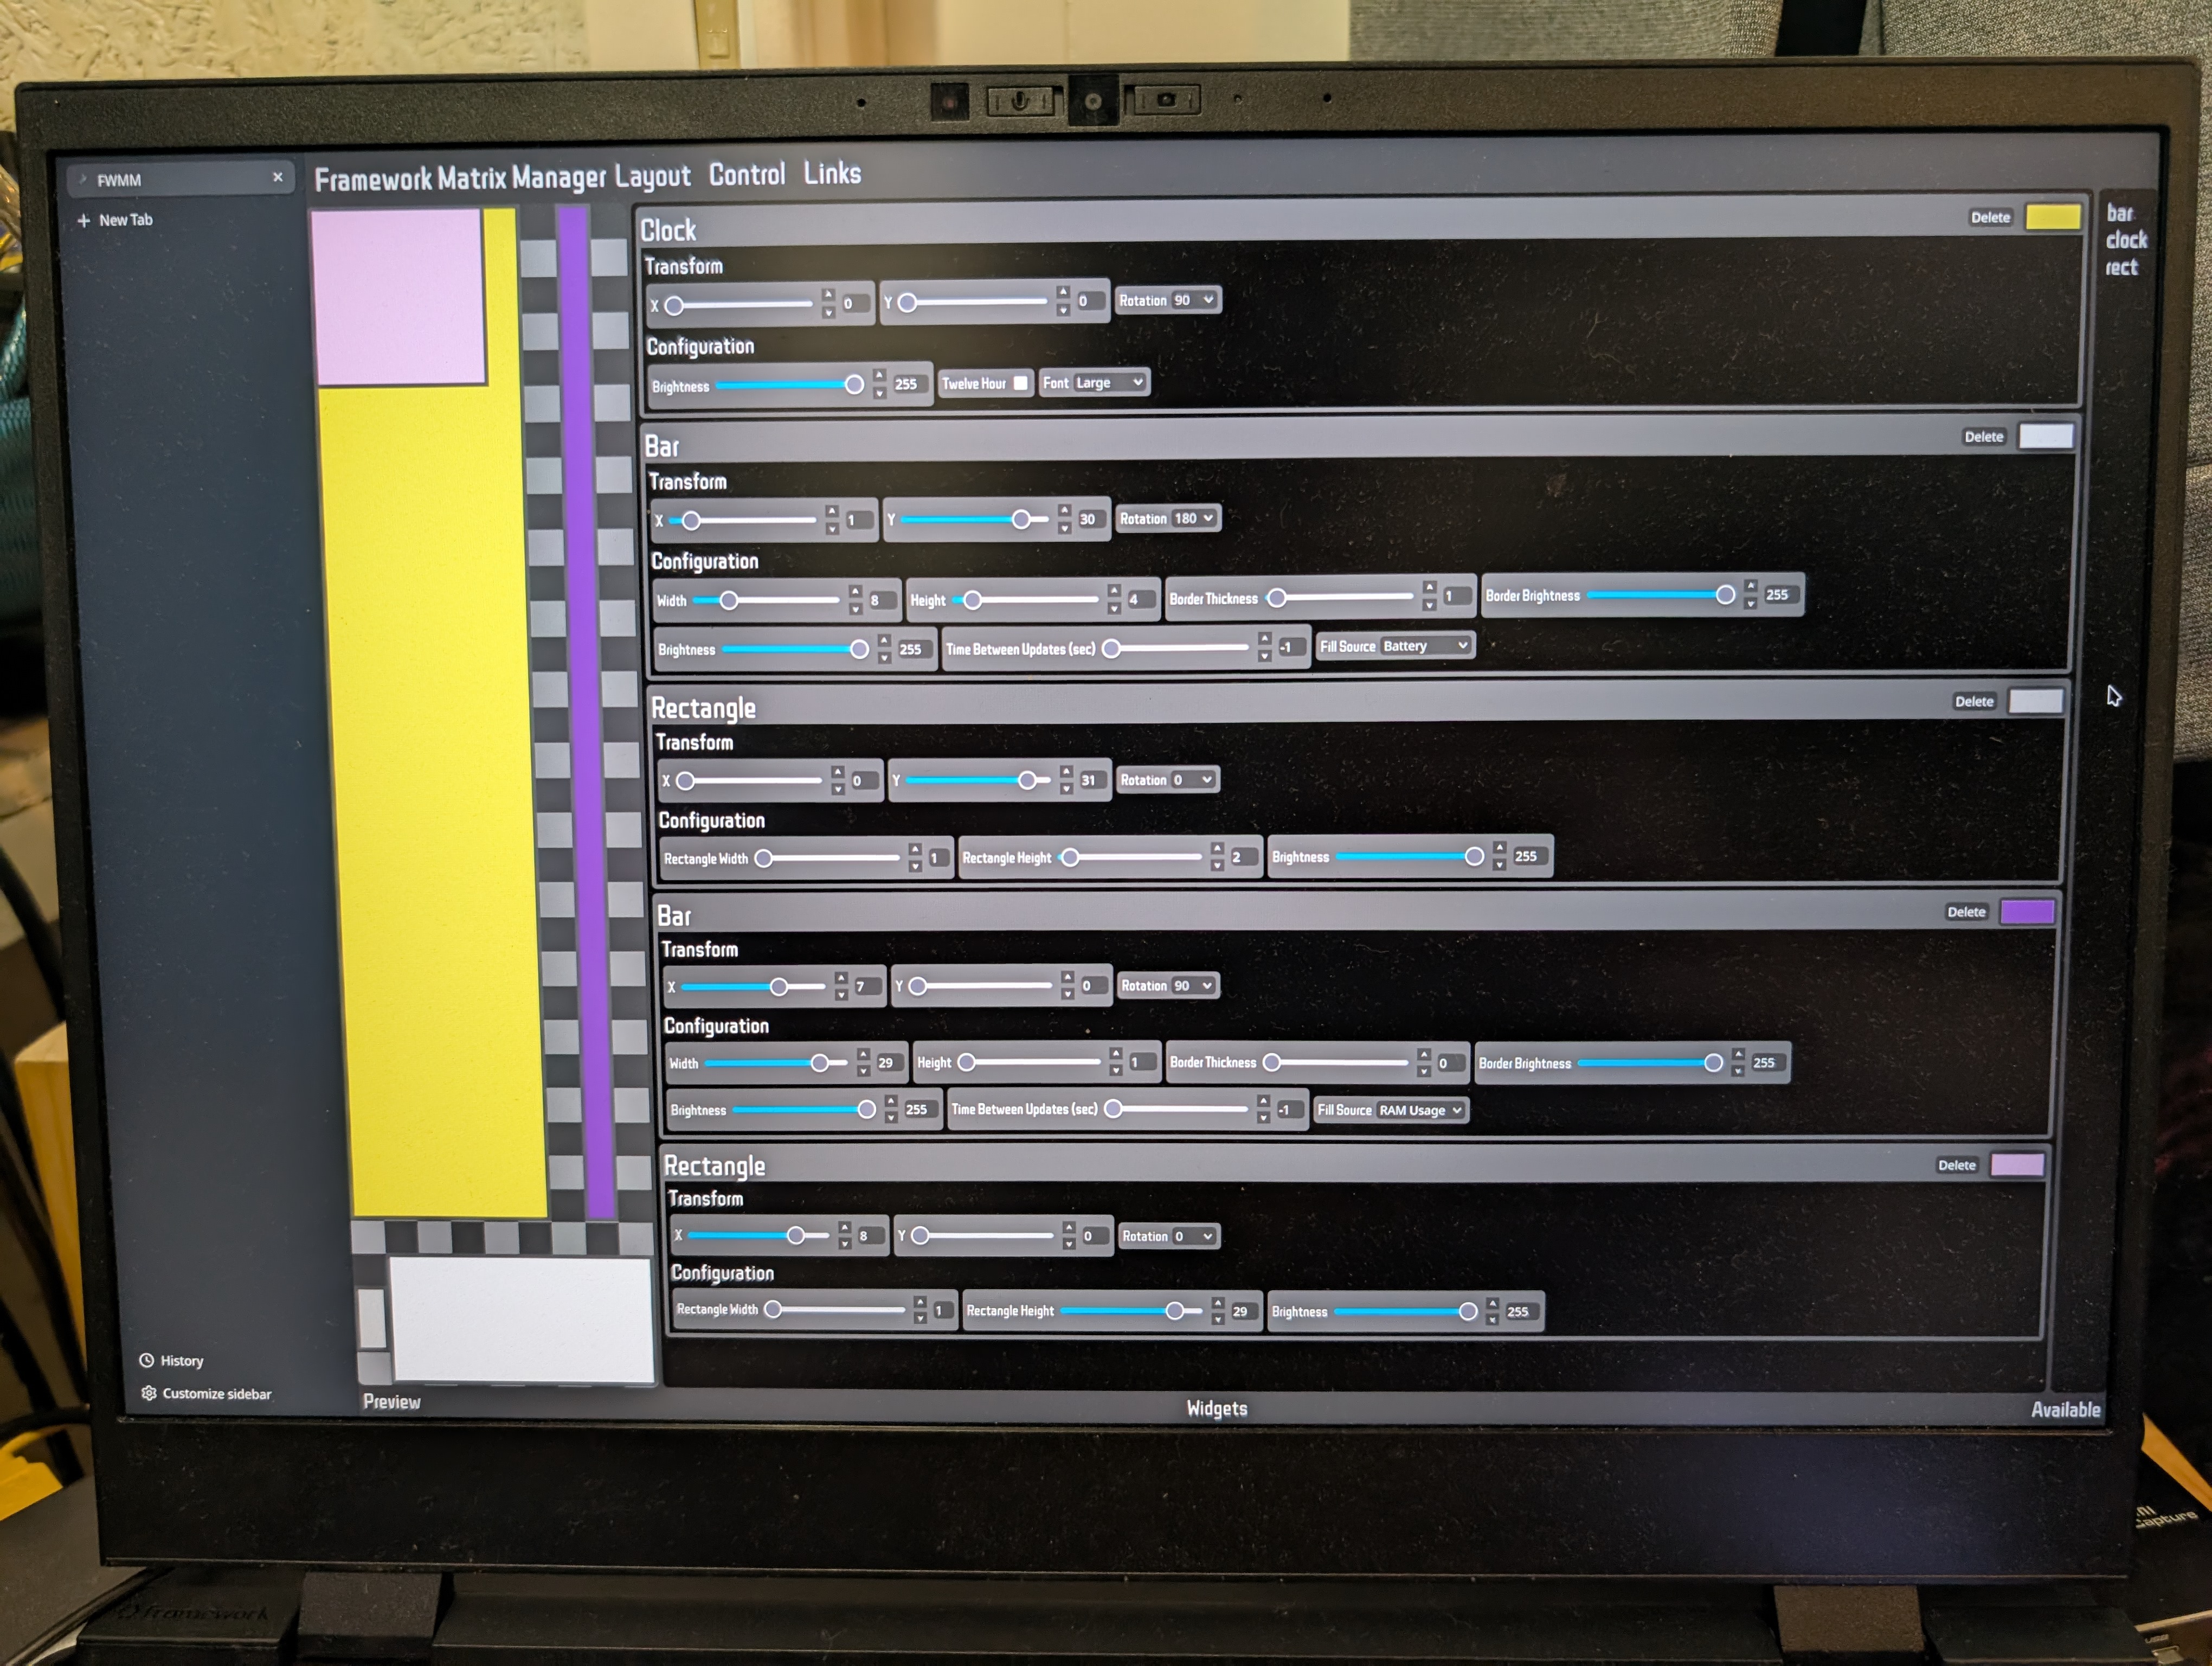 FWMM
New Tab
Framework Matrix Manager Layout Control Links
Clock
Delete
Transform
X 0 Y 0 Rotation 90
Configuration
Brightness 255 Twelve Hour Font Large
Bar
Delete
Transform
X 1 Y 30 Rotation 180
Configuration
Width 8 Height 4 Border Thickness 1 Border Brightness 255
Brightness 255 Time Between Updates (sec) -1 Fill Source Battery
Rectangle
Delete
Transform
X 0 Y 31 Rotation 0
Configuration
Rectangle Width 1 Rectangle Height 2 Brightness 255
Bar
Delete
Transform
X 7 Y 0 Rotation 90
Configuration
Width 29 Height 1 Border Thickness 0 Border Brightness 255
Brightness 255 Time Between Updates (sec) -1 Fill Source RAM Usage
Rectangle
Delete
Transform
X 8 Y 0 Rotation 0
Configuration
Rectangle Width 1 Rectangle Height 29 Brightness 255
bar
clock
rect
History
Customize sidebar
Preview
Widgets
Available
framework
Capture